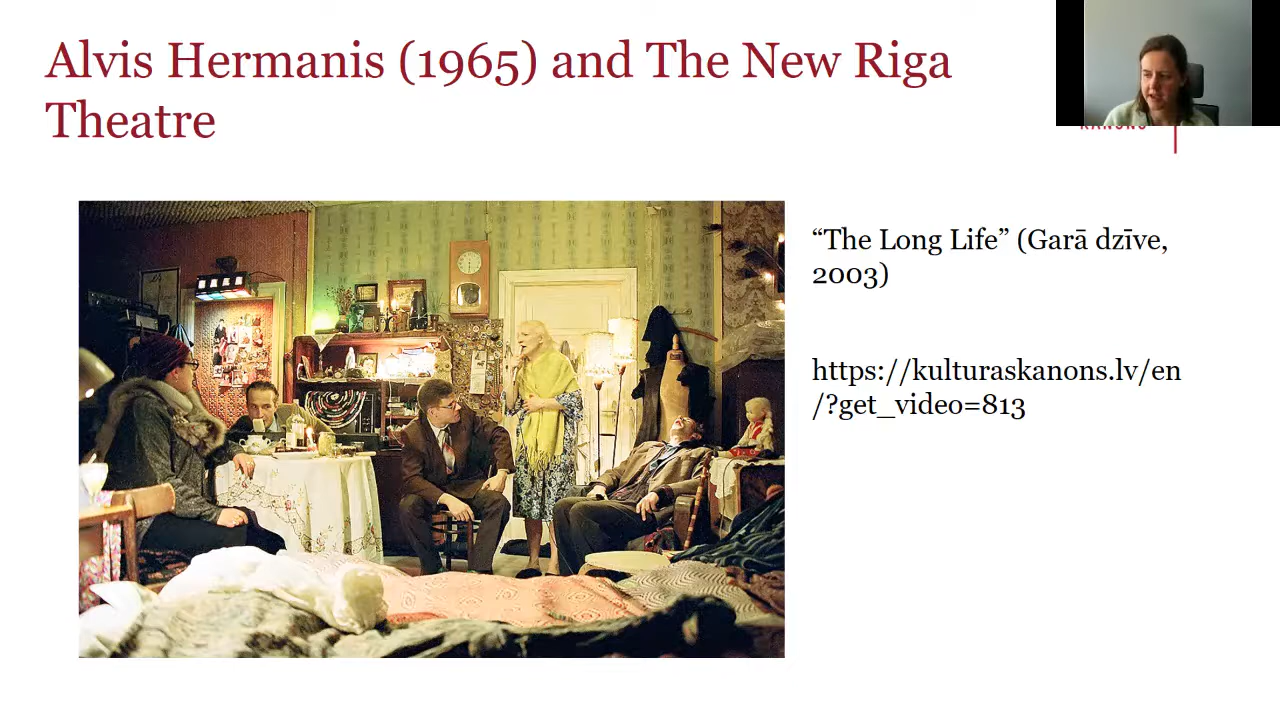 Alvis Hermanis (1965) and The New Riga
Theatre
KANONS
“The Long Life” (Garā dzīve,
2003)
https://kulturaskanons.lv/en
/?get_video=813